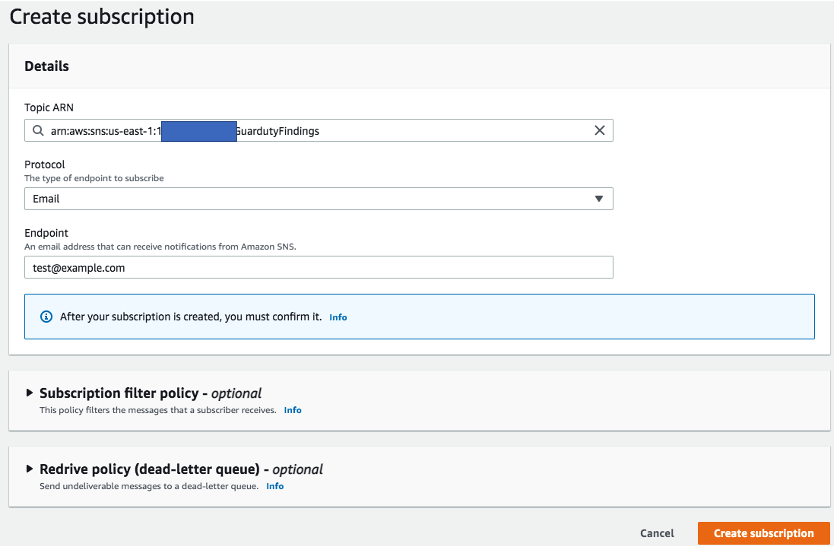 Create subscription
Details
Topic ARN
arn:aws:sns:us-east-1:1 GuardutyFindings
Protocol
The type of endpoint to subscribe
Email
Endpoint
An email address that can receive notifications from Amazon SNS.
test@example.com
After your subscription is created, you must confirm it. Info
Subscription filter policy - optional
This policy filters the messages that a subscriber receives. Info
Redrive policy (dead-letter queue) - optional
Send undeliverable messages to a dead-letter queue. Info
Cancel Create subscription